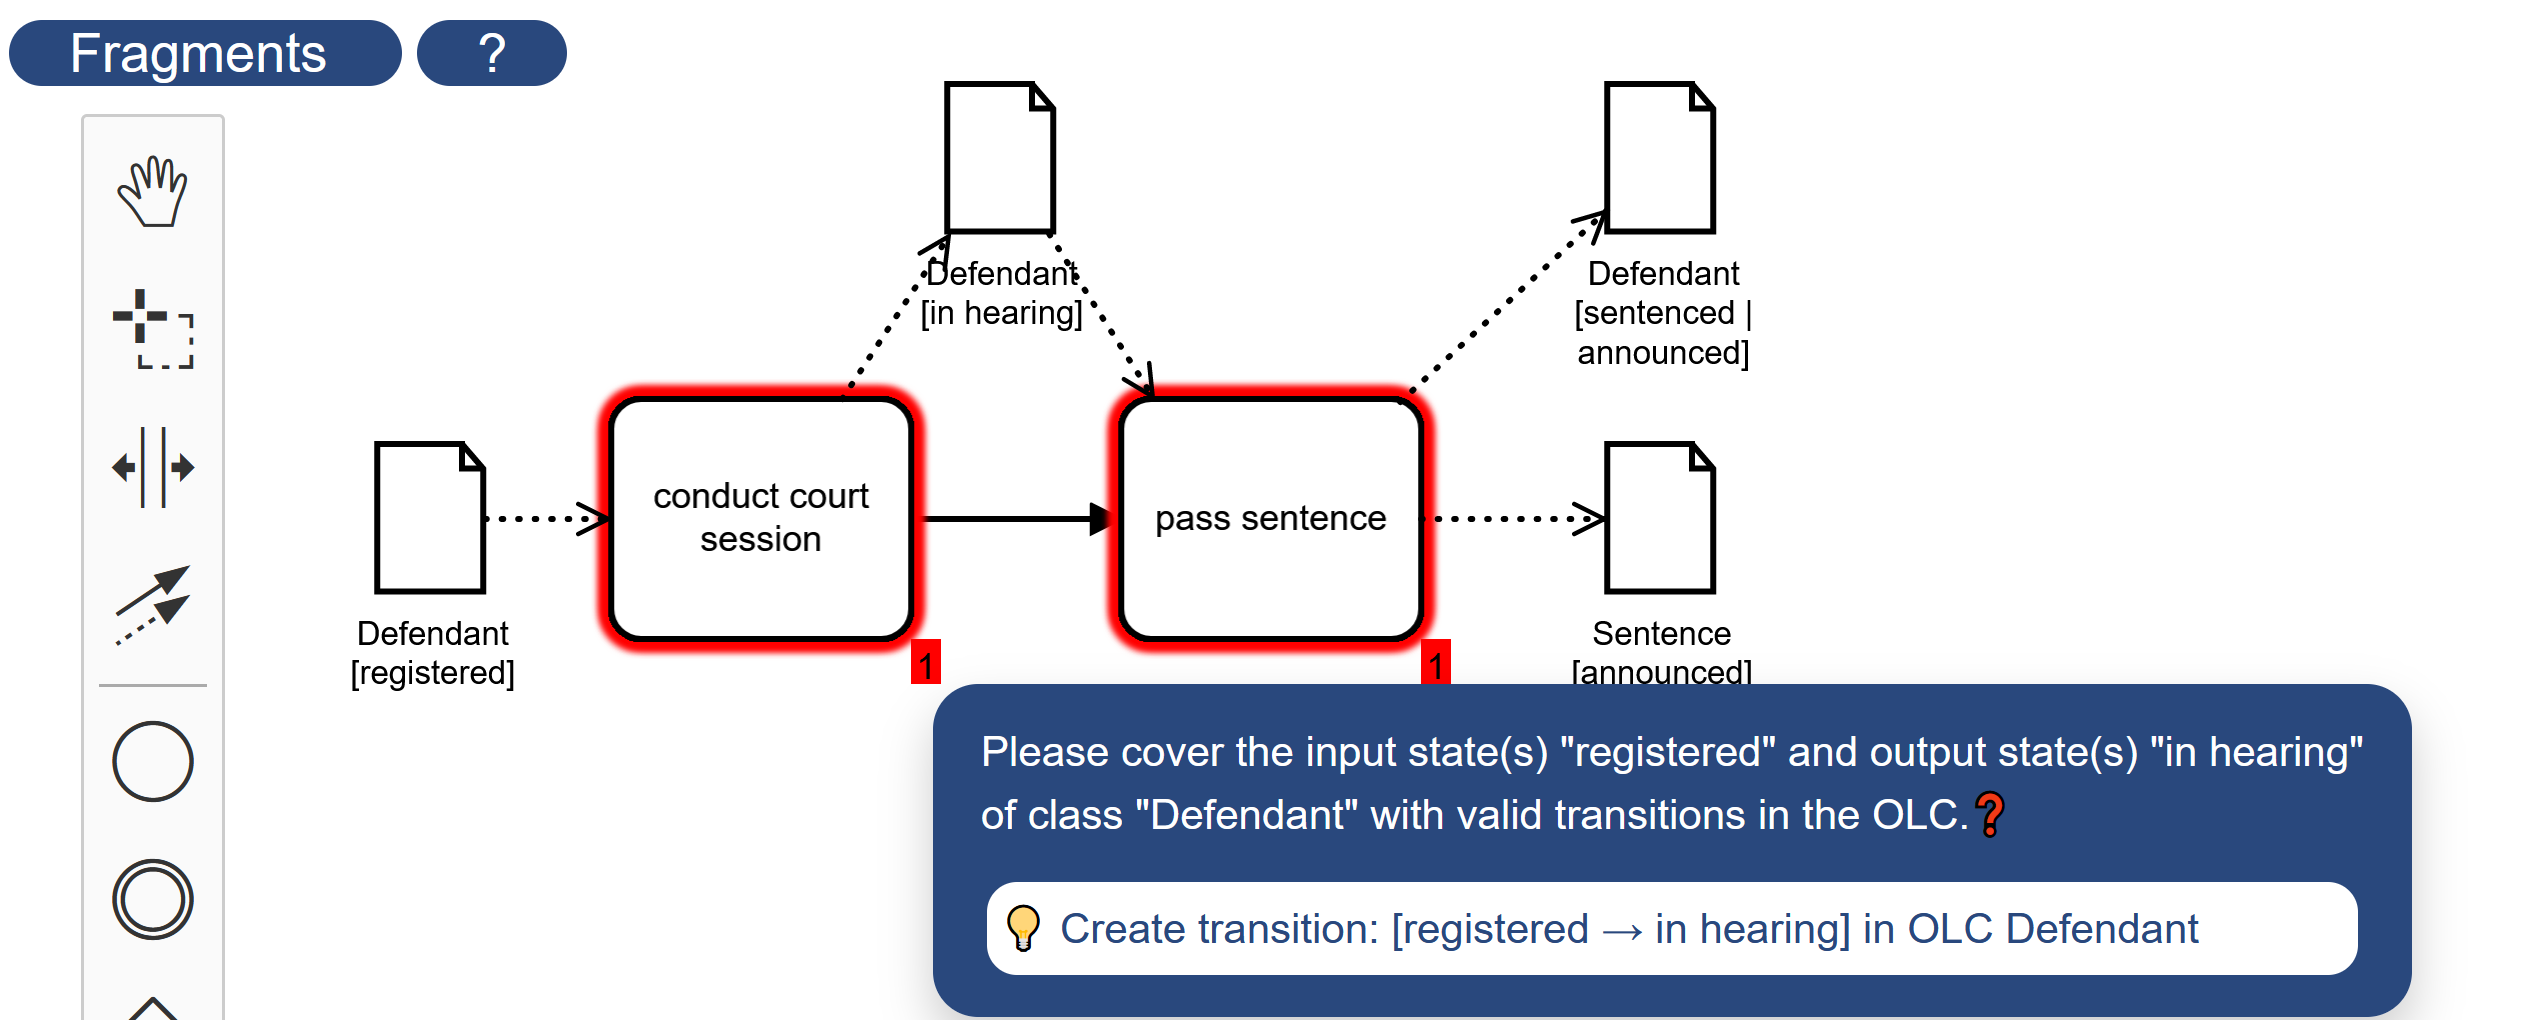 Fragments
?
Defendant
[in hearing]
Defendant
[sentenced |
announced]
conduct court
session
pass sentence
Defendant
[registered]
1
1
Sentence
[announced]
Please cover the input state(s) "registered" and output state(s) "in hearing"
of class "Defendant" with valid transitions in the OLC.❓
💡 Create transition: [registered → in hearing] in OLC Defendant